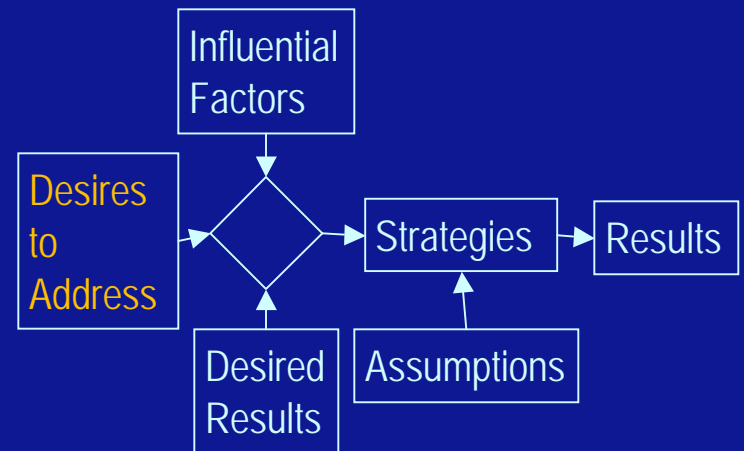 Influential
Factors
Desires
to
Address
Strategies
Results
Desired
Results
Assumptions